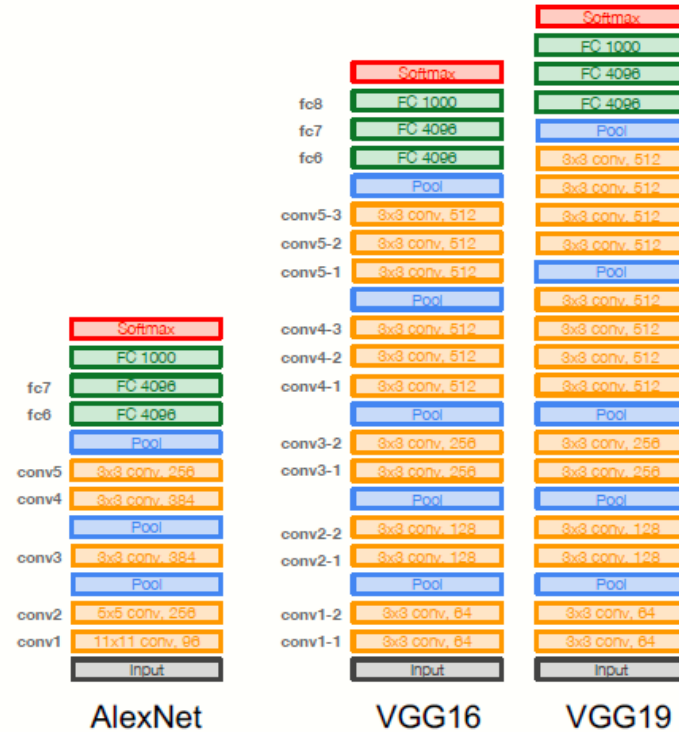 Softmax
FC 1000
fc7 FC 4096
fc6 FC 4096
Pool
conv5 3x3 conv, 256
conv4 3x3 conv, 384
Pool
conv3 3x3 conv, 384
Pool
conv2 5x5 conv, 256
conv1 11x11 conv, 96
Input
AlexNet
Softmax
fc8 FC 1000
fc7 FC 4096
fc6 FC 4096
Pool
conv5-3 3x3 conv, 512
conv5-2 3x3 conv, 512
conv5-1 3x3 conv, 512
Pool
conv4-3 3x3 conv, 512
conv4-2 3x3 conv, 512
conv4-1 3x3 conv, 512
Pool
conv3-2 3x3 conv, 256
conv3-1 3x3 conv, 256
Pool
conv2-2 3x3 conv, 128
conv2-1 3x3 conv, 128
Pool
conv1-2 3x3 conv, 64
conv1-1 3x3 conv, 64
Input
VGG16
Softmax
FC 1000
FC 4096
FC 4096
Pool
3x3 conv, 512
3x3 conv, 512
3x3 conv, 512
3x3 conv, 512
Pool
3x3 conv, 512
3x3 conv, 512
3x3 conv, 512
3x3 conv, 512
Pool
3x3 conv, 256
3x3 conv, 256
Pool
3x3 conv, 128
3x3 conv, 128
Pool
3x3 conv, 64
3x3 conv, 64
Input
VGG19